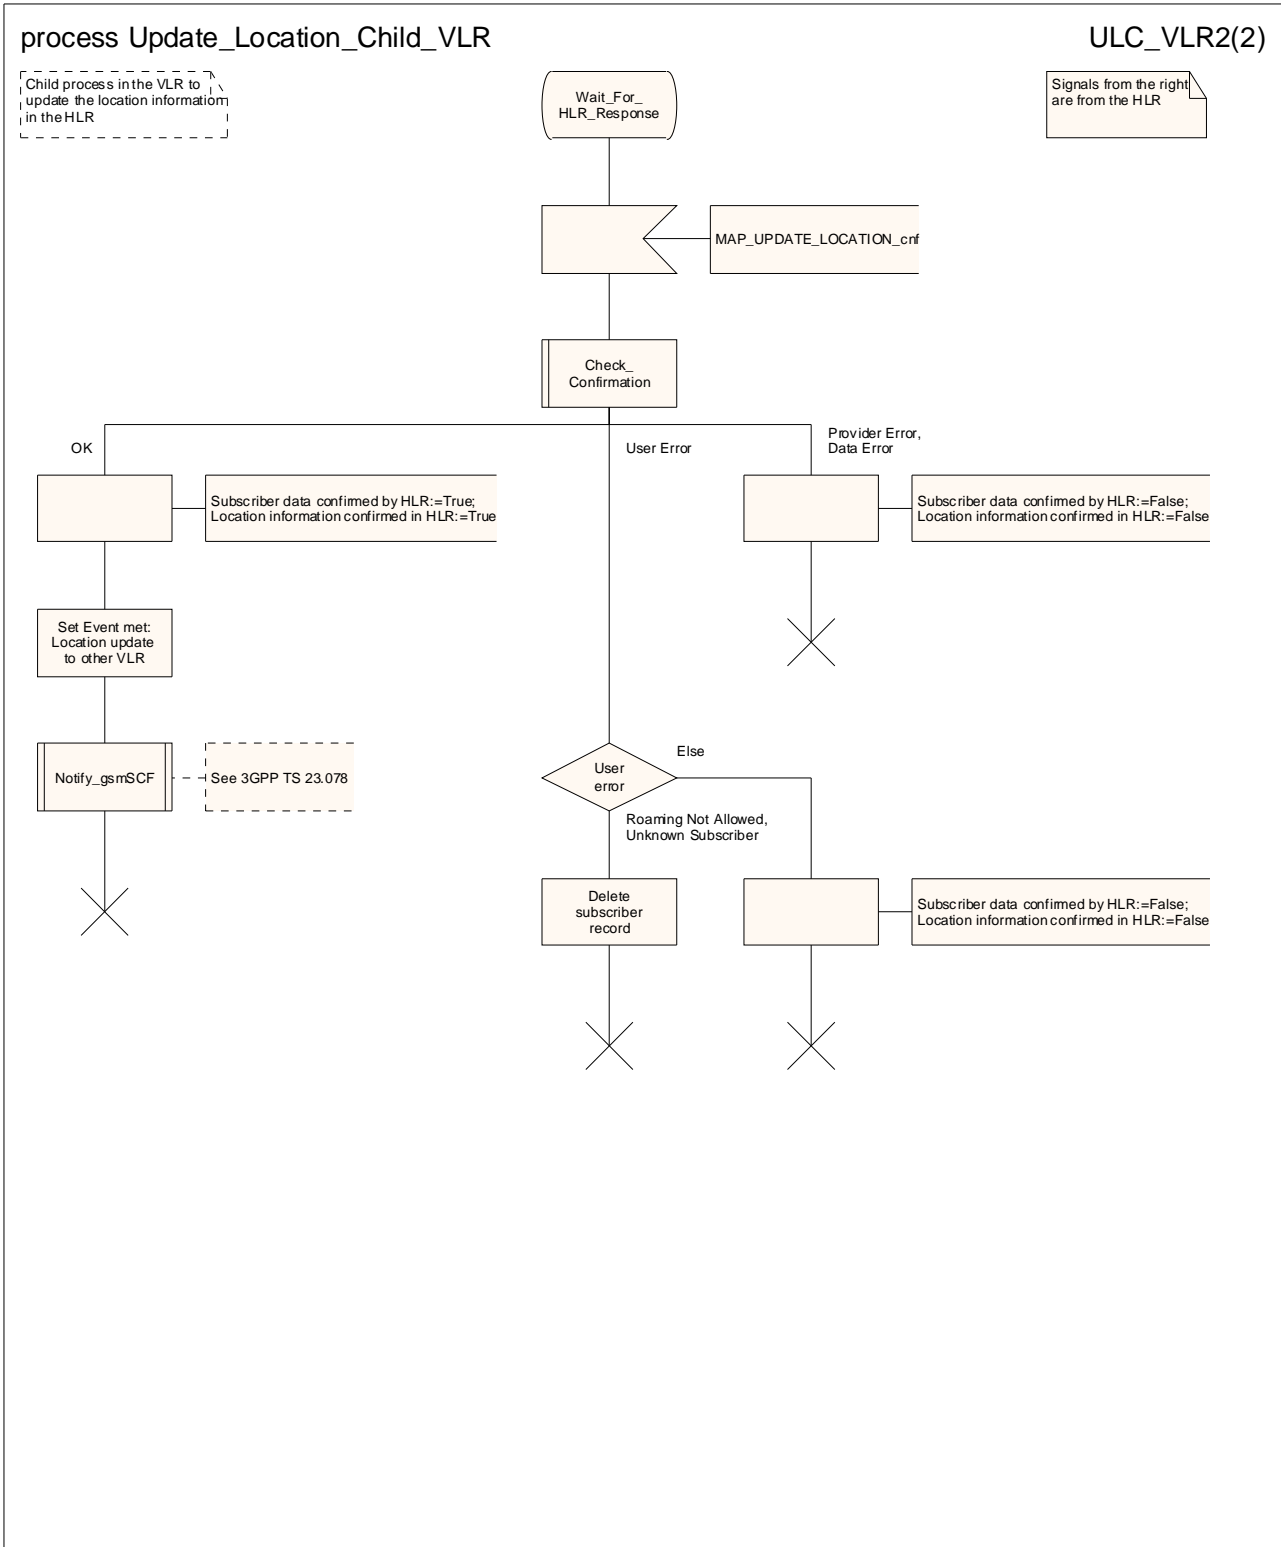 process Update_Location_Child_VLR
ULC_VLR2(2)
Child process in the VLR to
update the location information
in the HLR
Wait_For_
HLR_Response
Signals from the right
are from the HLR
MAP_UPDATE_LOCATION_cnf
Check_
Confirmation
OK
User Error
Provider Error,
Data Error
Subscriber data confirmed by HLR:=True;
Location information confirmed in HLR:=True
Subscriber data confirmed by HLR:=False;
Location information confirmed in HLR:=False
Set Event met:
Location update
to other VLR
Notify_gsmSCF
See 3GPP TS 23.078
User
error
Else
Roaming Not Allowed,
Unknown Subscriber
Delete
subscriber
record
Subscriber data confirmed by HLR:=False;
Location information confirmed in HLR:=False